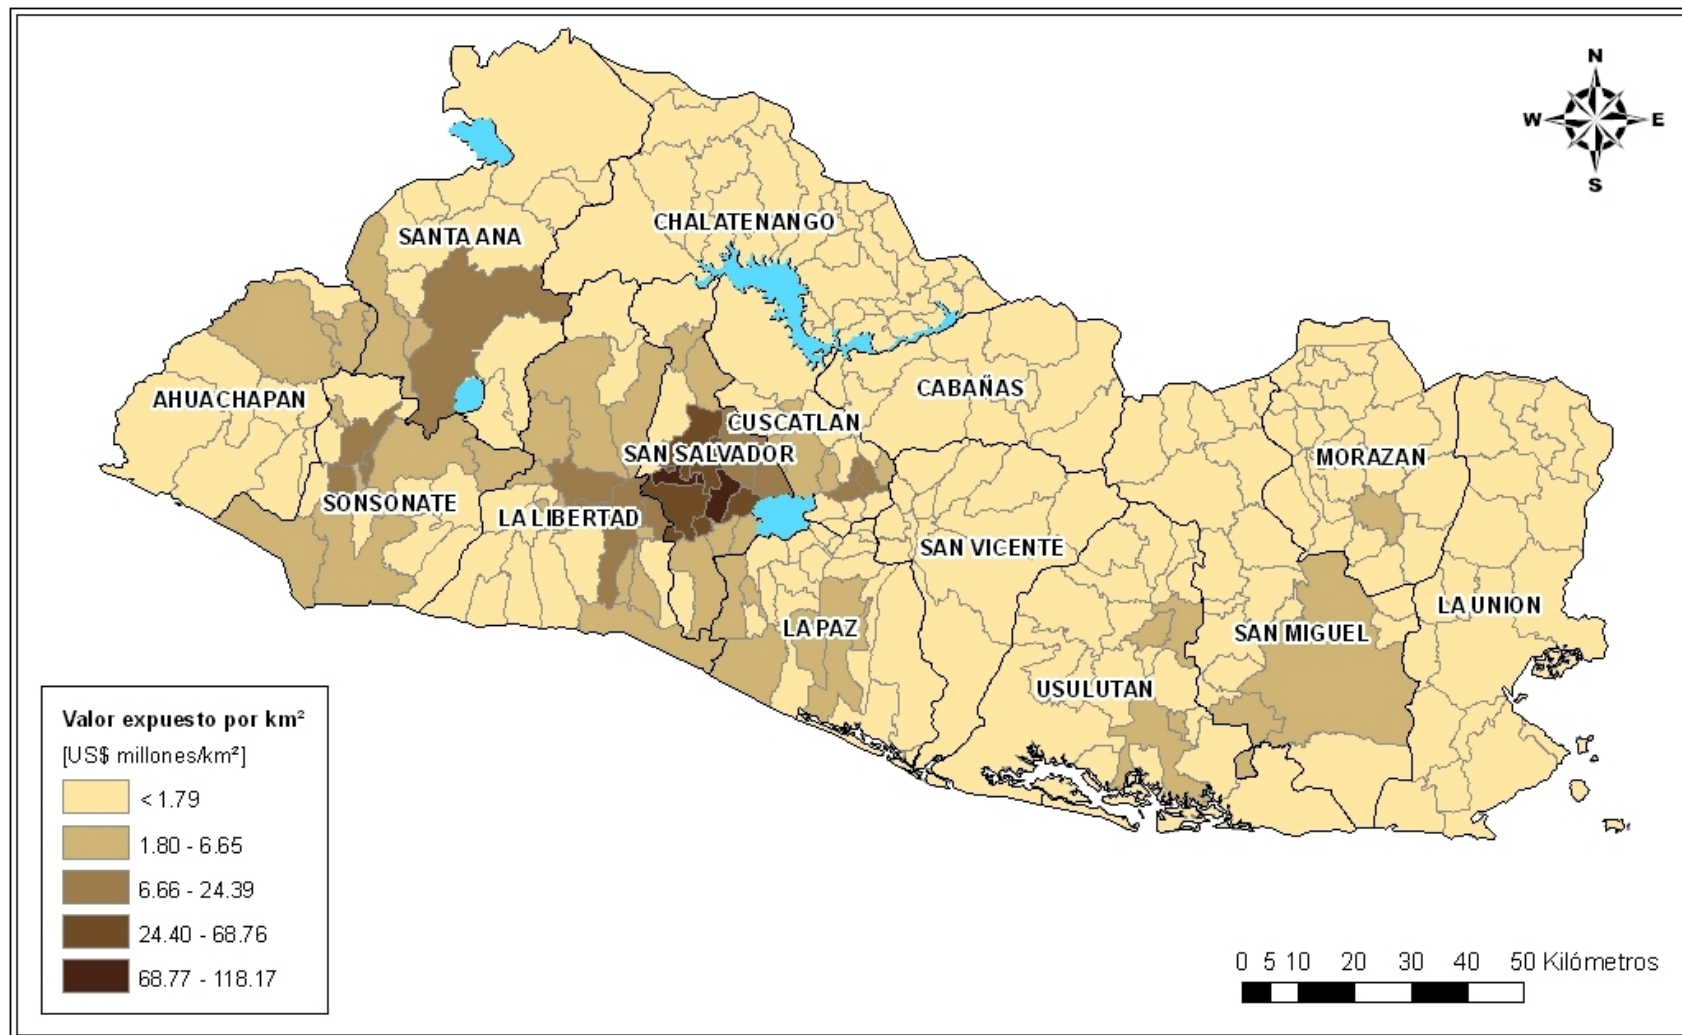 N
W E
S
SANTA ANA
CHALATENANGO
AHUACHAPAN
CABAÑAS
CUSCATLAN
SAN SALVADOR
MORAZAN
SONSONATE
LA LIBERTAD
SAN VICENTE
LA PAZ
SAN MIGUEL
LA UNION
USULUTAN
Valor expuesto por km²
[US$ millones/km²]
< 1.79
1.80 - 6.65
6.66 - 24.39
24.40 - 68.76
68.77 - 118.17
0 5 10 20 30 40 50 Kilómetros